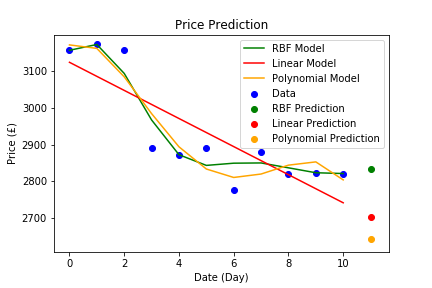 Price Prediction
Price (£)
3100
3000
2900
2800
2700
RBF Model
Linear Model
Polynomial Model
Data
RBF Prediction
Linear Prediction
Polynomial Prediction
0 2 4 6 8 10
Date (Day)